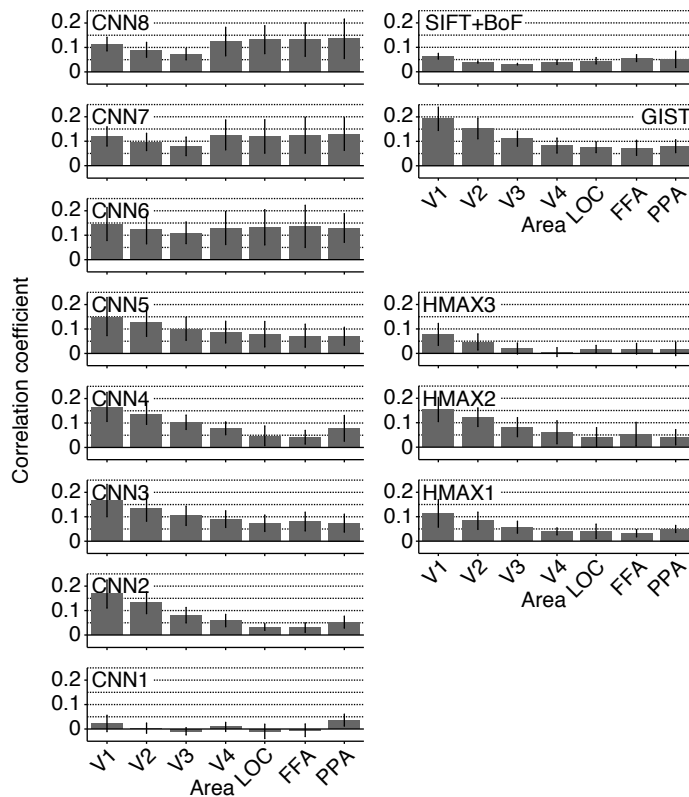 Correlation coefficient
CNN8
0.2
0.1
0
CNN7
0.2
0.1
0
CNN6
0.2
0.1
0
CNN5
0.2
0.1
0
CNN4
0.2
0.1
0
CNN3
0.2
0.1
0
CNN2
0.2
0.1
0
CNN1
0.2
0.1
0
V1 V2 V3 V4 LOC FFA PPA
Area
SIFT+BoF
0.2
0.1
0
GIST
0.2
0.1
0
V1 V2 V3 V4 LOC FFA PPA
Area
HMAX3
0.2
0.1
0
HMAX2
0.2
0.1
0
HMAX1
0.2
0.1
0
V1 V2 V3 V4 LOC FFA PPA
Area